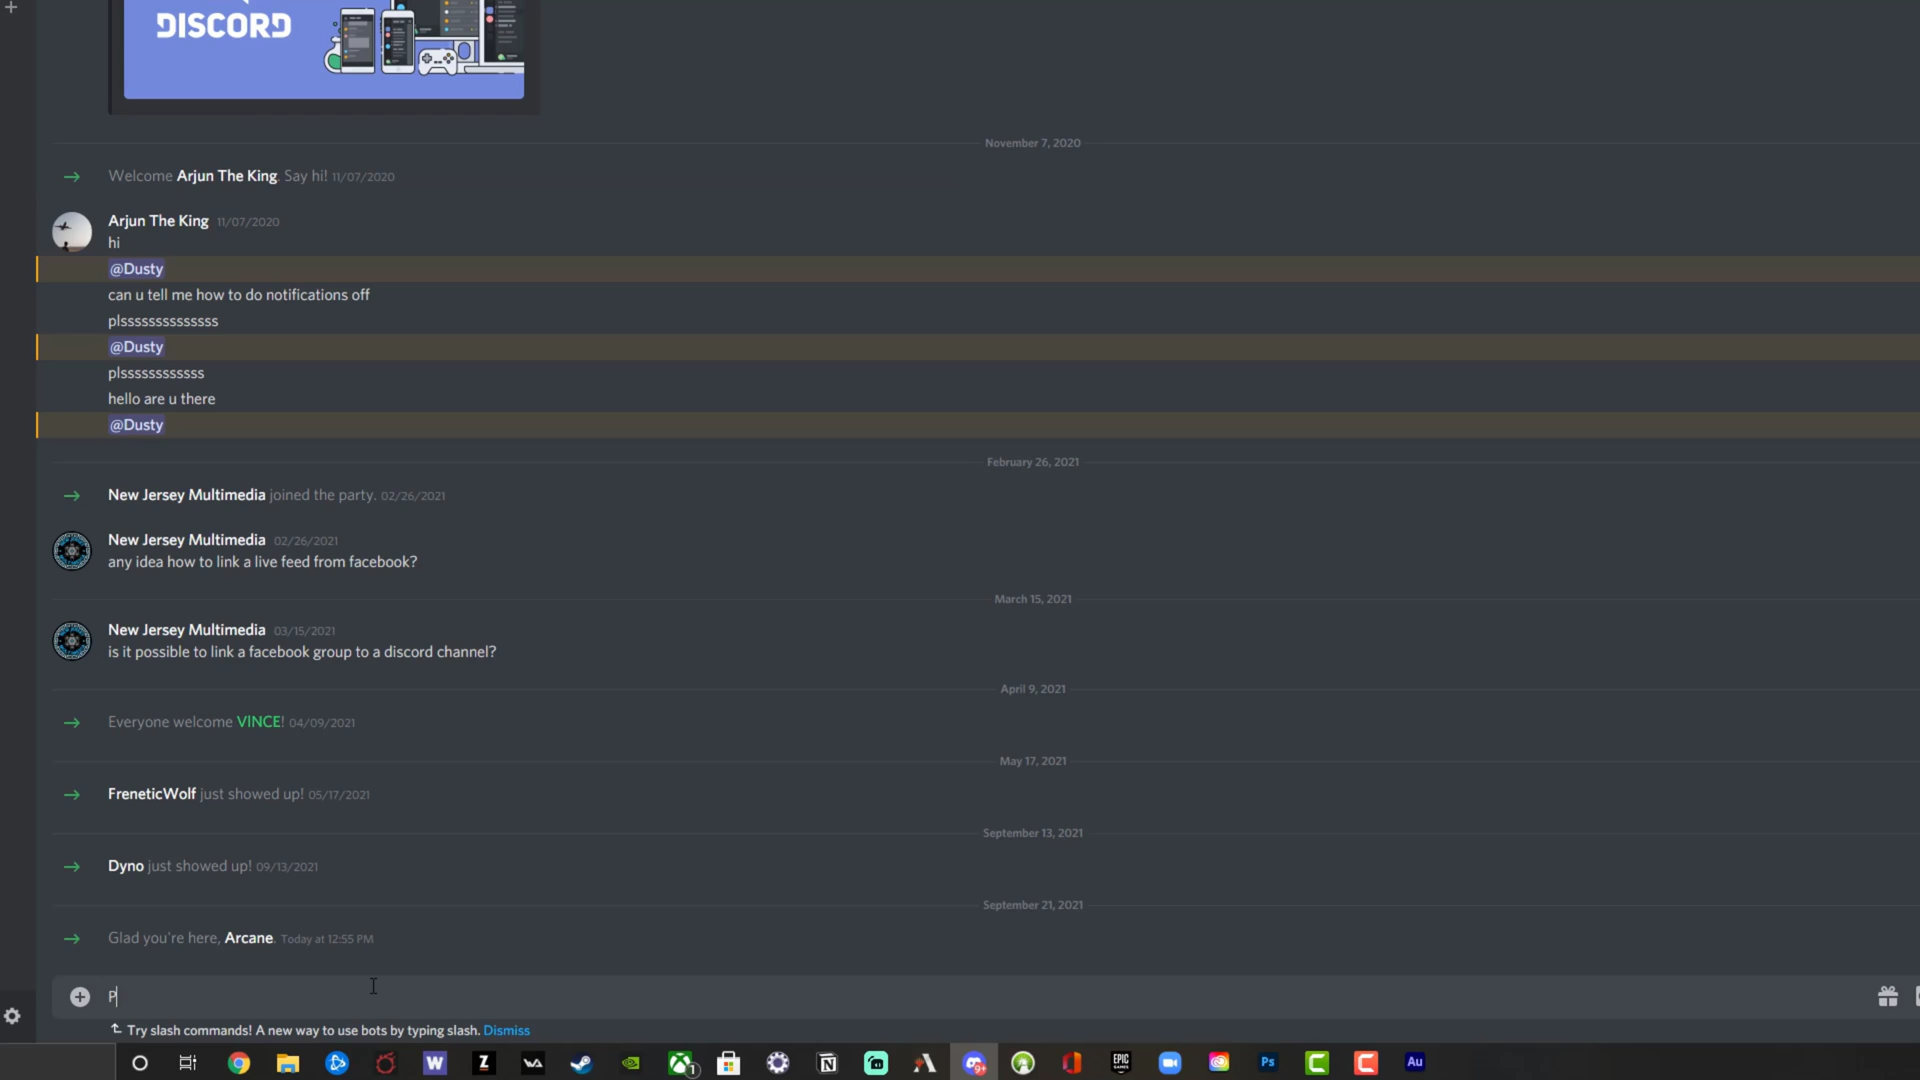 DISCORD
November 7, 2020
Welcome Arjun The King. Say hi! 11/07/2020
Arjun The King 11/07/2020
hi
@Dusty
can u tell me how to do notifications off
plssssssssssssss
@Dusty
plssssssssssss
hello are u there
@Dusty
February 26, 2021
New Jersey Multimedia joined the party. 02/26/2021
New Jersey Multimedia 02/26/2021
any idea how to link a live feed from facebook?
March 15, 2021
New Jersey Multimedia 03/15/2021
is it possible to link a facebook group to a discord channel?
April 9, 2021
Everyone welcome VINCE! 04/09/2021
May 17, 2021
FreneticWolf just showed up! 05/17/2021
September 13, 2021
Dyno just showed up! 09/13/2021
September 21, 2021
Glad you're here, Arcane. Today at 12:55 PM
P
Try slash commands! A new way to use bots by typing slash. Dismiss
W Z 1 N 9+ EPIC GAMES Ps Au